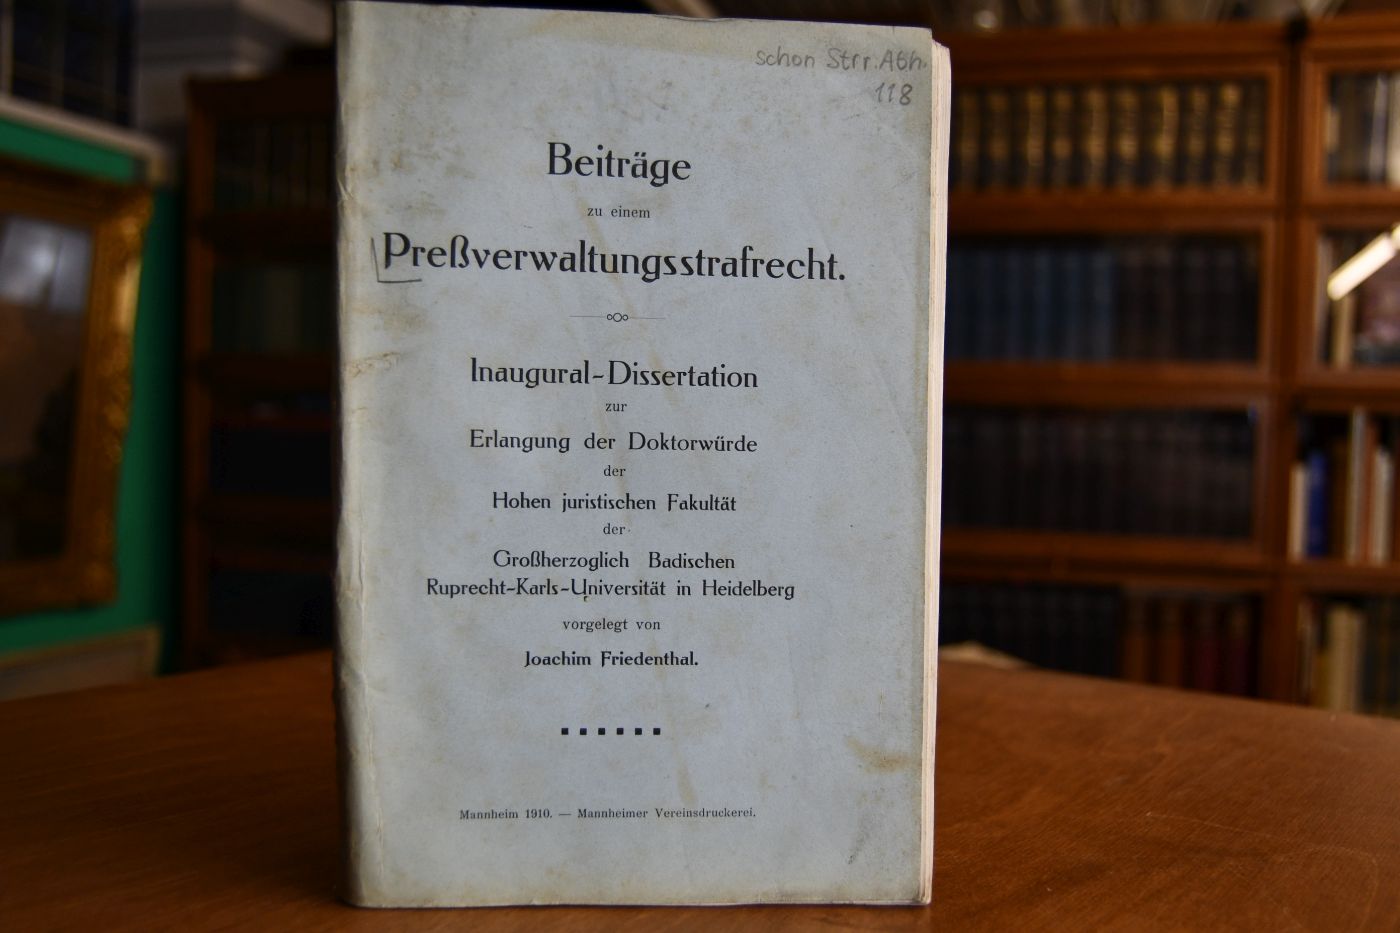 schon Strr. Abh.
118
Beiträge
zu einem
Preßverwaltungsstrafrecht.
Inaugural-Dissertation
zur
Erlangung der Doktorwürde
der
Hohen juristischen Fakultät
der
Großherzoglich Badischen
Ruprecht-Karls-Universität in Heidelberg
vorgelegt von
Joachim Friedenthal.
Mannheim 1910. — Mannheimer Vereinsdruckerei.